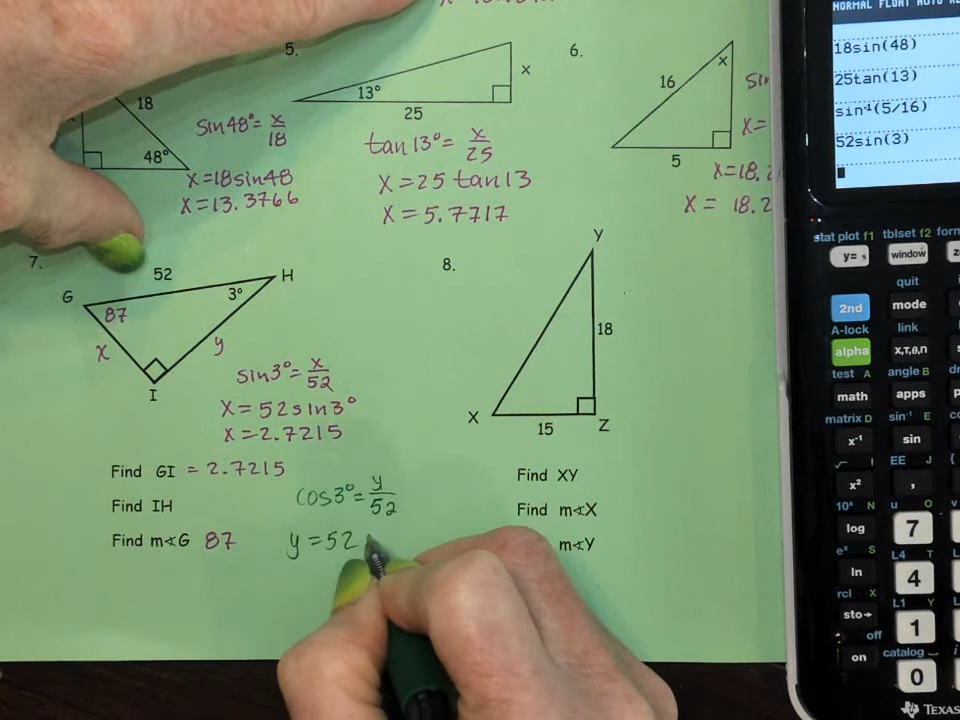 NORMAL FLOAT AUTO
18sin(48)
25tan(13)
sin⁻¹(5/16)
52sin(3)
5.
13°
25
x
tan13°= x/25
x=25 tan13
x=5.7717
6.
16
x
5
x=
x=18.2
x= 18.2
18
48°
sin48°= x/18
x=18sin48
x=13.3766
7.
52
G
H
87
3°
x
y
I
sin3°= x/52
x=52sin3°
x=2.7215
Find GI = 2.7215
Find IH
Find m∢G 87
cos3°= y/52
y=52
8.
Y
18
X
15
Z
Find XY
Find m∢X
m∢Y
stat plot f1
tblset f2
y=
window
quit
2nd
mode
A-lock
link
alpha
X,T,θ,n
test A
angle B
math
apps
matrix D
sin⁻¹ E
x⁻¹
sin
√ I
EE J
x²
,
10ˣ N
u O
log
7
eˣ S
L4 T
ln
4
rcl X
L1 Y
sto→
1
off
catalog
on
0
TEXAS